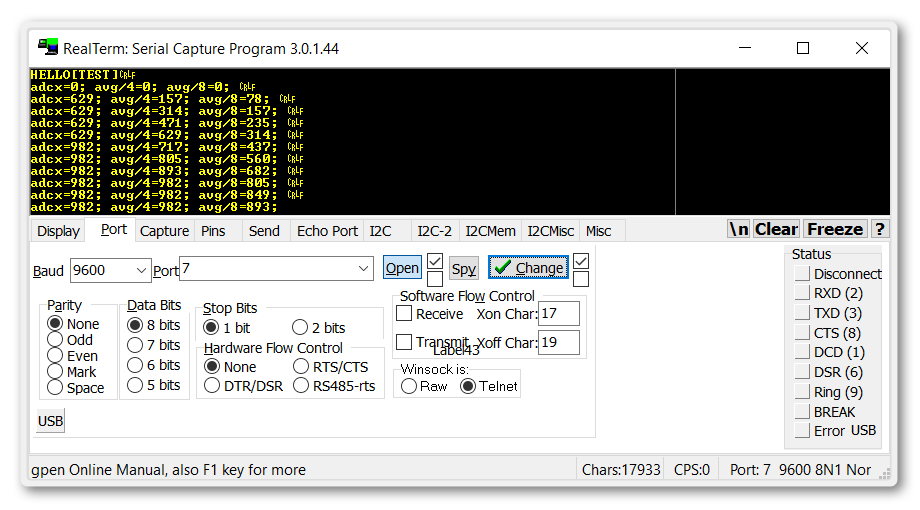 RealTerm: Serial Capture Program 3.0.1.44
HELLO[TEST]CRLF
adcx=0; avg/4=0; avg/8=0; CRLF
adcx=629; avg/4=157; avg/8=78; CRLF
adcx=629; avg/4=314; avg/8=157; CRLF
adcx=629; avg/4=471; avg/8=235; CRLF
adcx=629; avg/4=629; avg/8=314; CRLF
adcx=982; avg/4=717; avg/8=437; CRLF
adcx=982; avg/4=805; avg/8=560; CRLF
adcx=982; avg/4=893; avg/8=682; CRLF
adcx=982; avg/4=982; avg/8=805; CRLF
adcx=982; avg/4=982; avg/8=849; CRLF
adcx=982; avg/4=982; avg/8=893;
Display Port Capture Pins Send Echo Port I2C I2C-2 I2CMem I2CMisc Misc \n Clear Freeze ?
Baud 9600 Port 7 Open Spy Change
Parity
None
Odd
Even
Mark
Space
Data Bits
8 bits
7 bits
6 bits
5 bits
Stop Bits
1 bit 2 bits
Hardware Flow Control
None RTS/CTS
DTR/DSR RS485-rts
Software Flow Control
Receive Xon Char: 17
Transmit Xoff Char: 19
Label43
Winsock is:
Raw Telnet
Status
Disconnect
RXD (2)
TXD (3)
CTS (8)
DCD (1)
DSR (6)
Ring (9)
BREAK
Error USB
USB
gpen Online Manual, also F1 key for more Chars:17933 CPS:0 Port: 7 9600 8N1 Nor